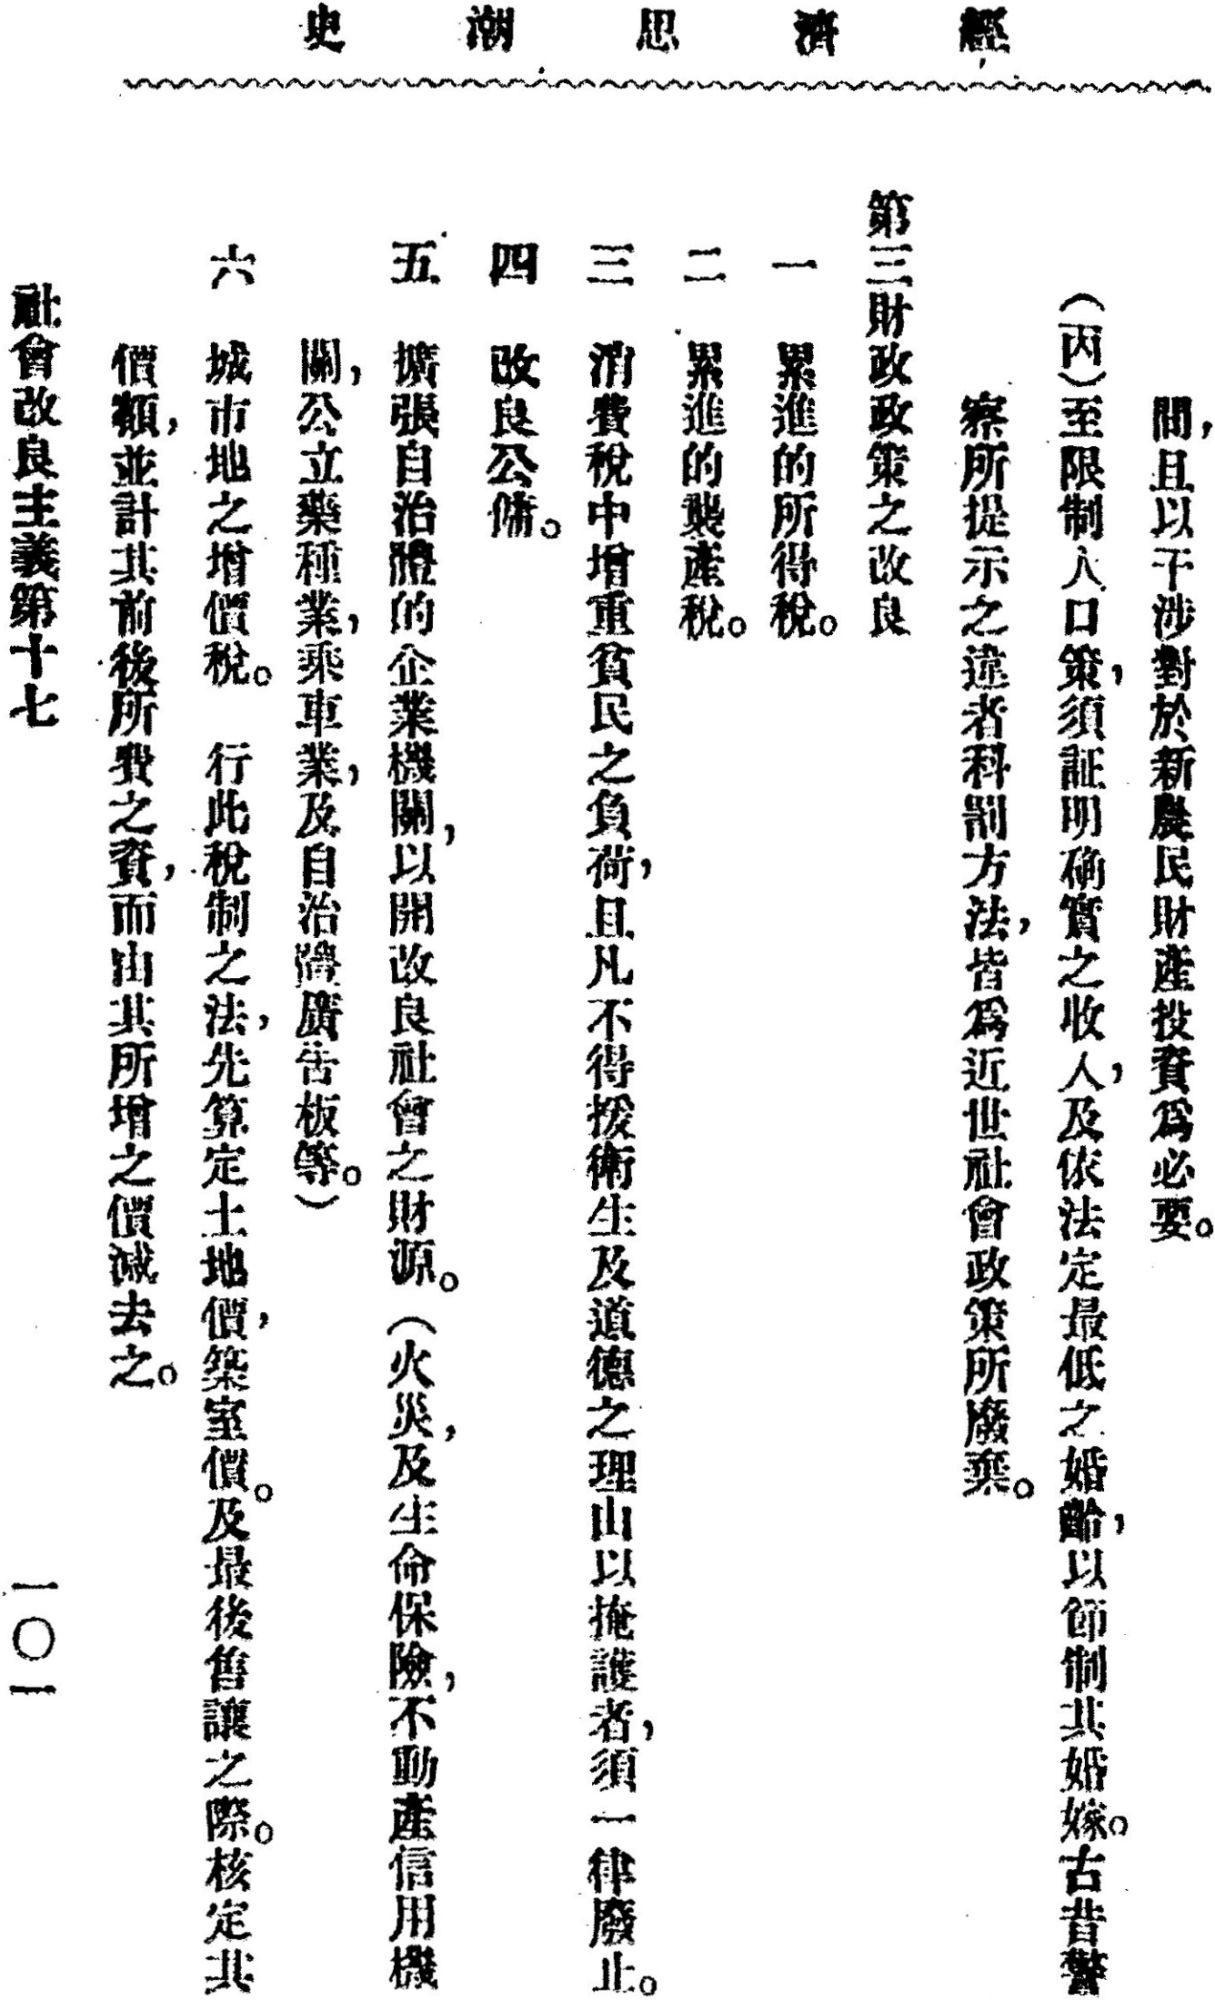 經濟思潮史
間，且以干涉對於新農民財產投資爲必要。
（丙）至限制人口策，須証明确實之收人，及依法定最低之婚齡，以節制其婚嫁。古昔警
察所提示之違者科罰方法，皆爲近世社會政策所廢棄。
第三財政政策之改良
一　累進的所得稅。
二　累進的襲產稅。
三　消費稅中增重貧民之負荷，且凡不得援衛生及道德之理由以掩護者，須一律廢止。
四　改良公傭。
五　擴張自治體的企業機關，以開改良社會之財源。（火災，及生命保險，不動產信用機
關，公立藥種業，乘車業，及自治體廣告板等。）
六　城市地之增價稅。　行此稅制之法，先算定土地價，築室價。及最後售讓之際。核定其
價額，並計其前後所費之資，而由其所增之價減去之。
社會改良主義第十七
一〇一